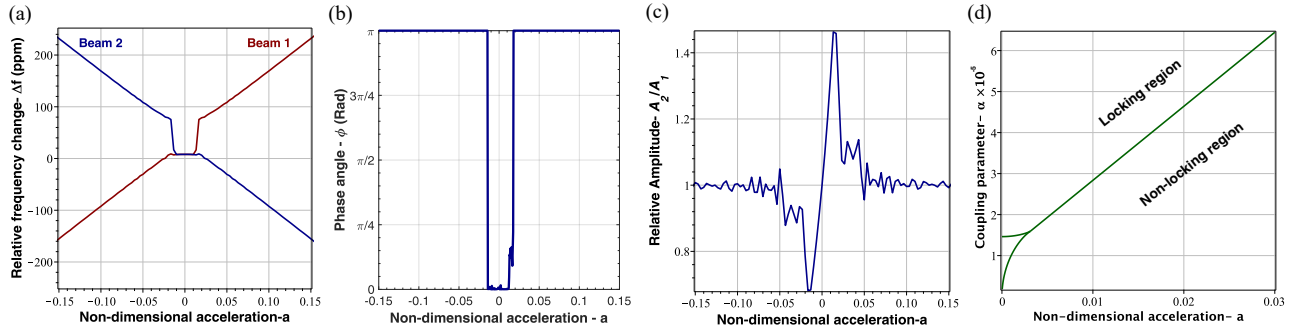 (a)
Relative frequency change- Δf (ppm)
200
100
0
-100
-200
Beam 2
Beam 1
-0.15
-0.10
-0.05
0
0.05
0.10
0.15
Non-dimensional acceleration-a
(b)
Phase angle - ϕ (Rad)
π
3π/4
π/2
π/4
0
-0.15
-0.10
-0.05
0
0.05
0.10
0.15
Non-dimensional acceleration - a
(c)
Relative Amplitude- A₂/A₁
1.4
1.2
1
0.8
-0.15
-0.10
-0.05
0
0.05
0.10
0.15
Non-dimensional acceleration-a
(d)
Coupling parameter- α ×10⁻⁶
6
5
4
3
2
1
Locking region
Non-locking region
0
0.01
0.02
0.03
Non-dimensional acceleration- a